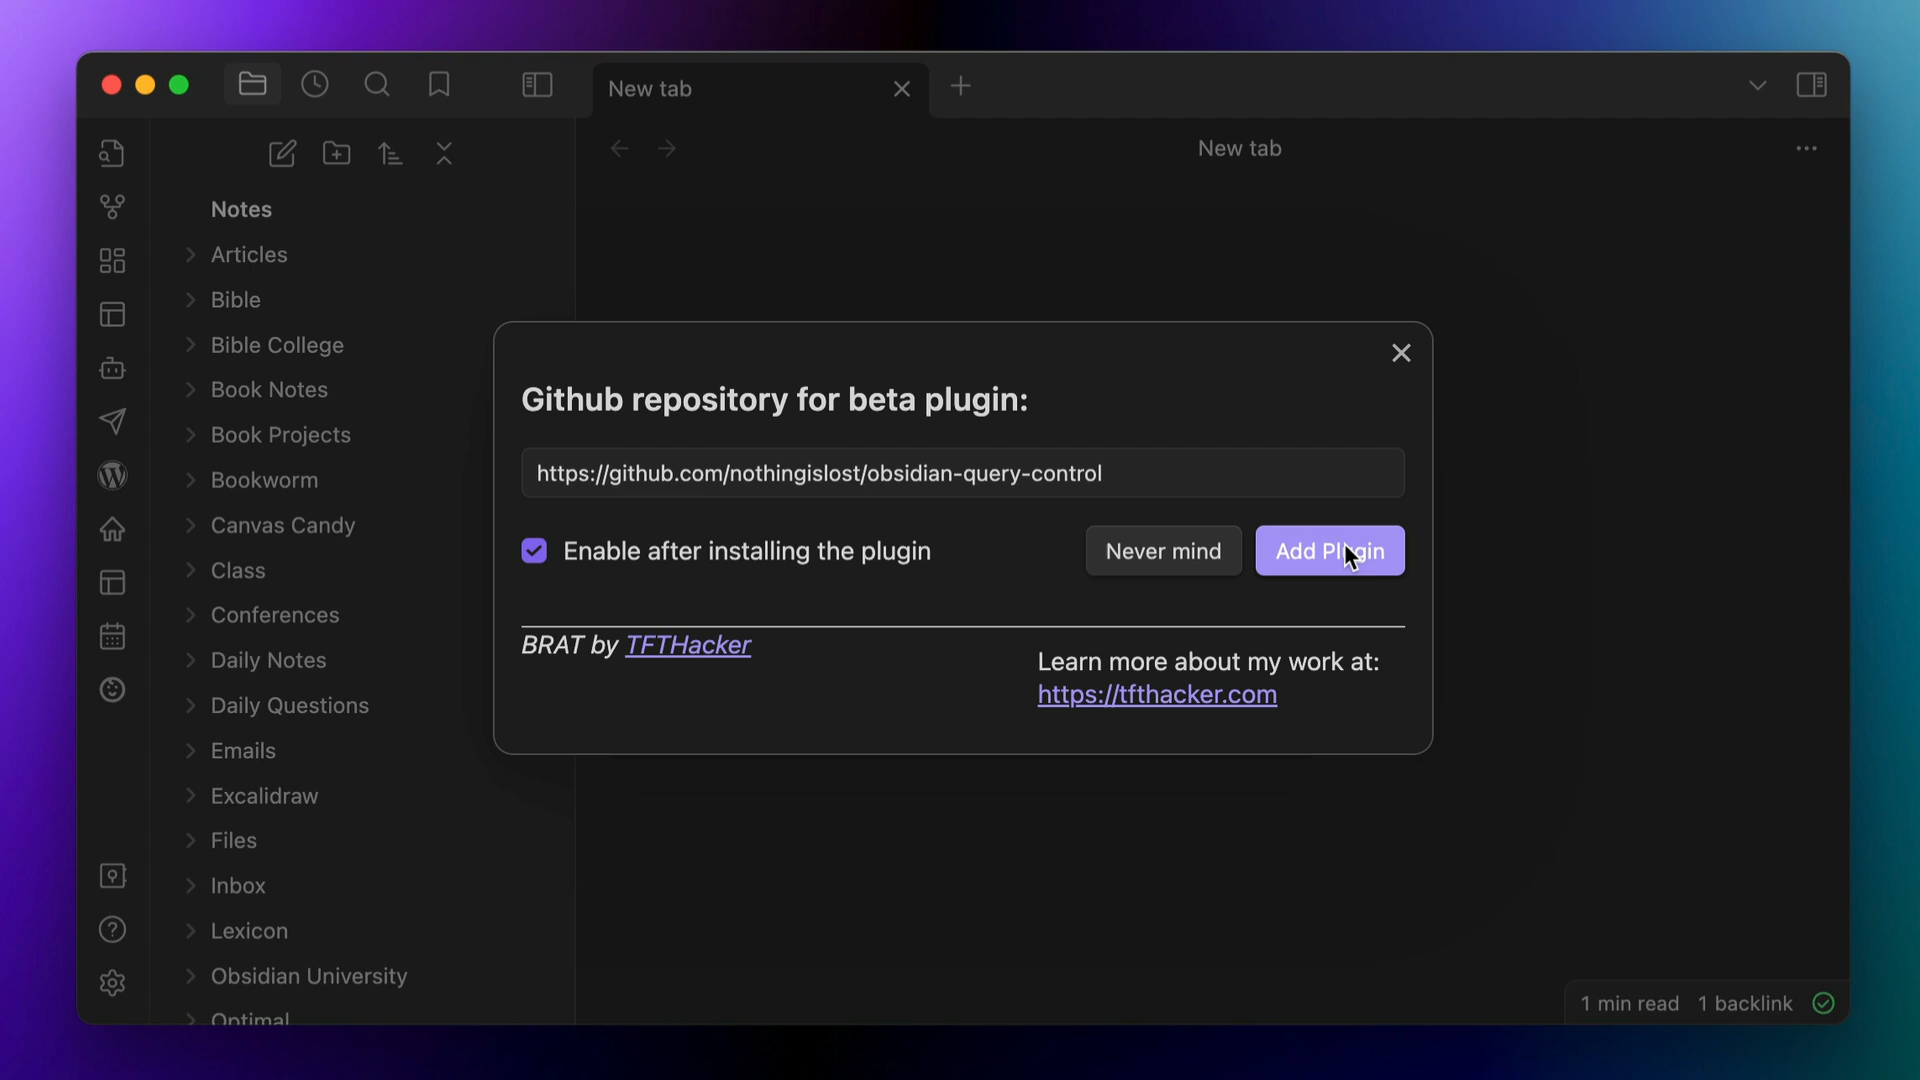 New tab
New tab
Notes
Articles
Bible
Bible College
Book Notes
Book Projects
Bookworm
Canvas Candy
Class
Conferences
Daily Notes
Daily Questions
Emails
Excalidraw
Files
Inbox
Lexicon
Obsidian University
Optimal
Github repository for beta plugin:
https://github.com/nothingislost/obsidian-query-control
Enable after installing the plugin
Never mind
Add Plugin
BRAT by TFTHacker
Learn more about my work at:
https://tfthacker.com
1 min read 1 backlink